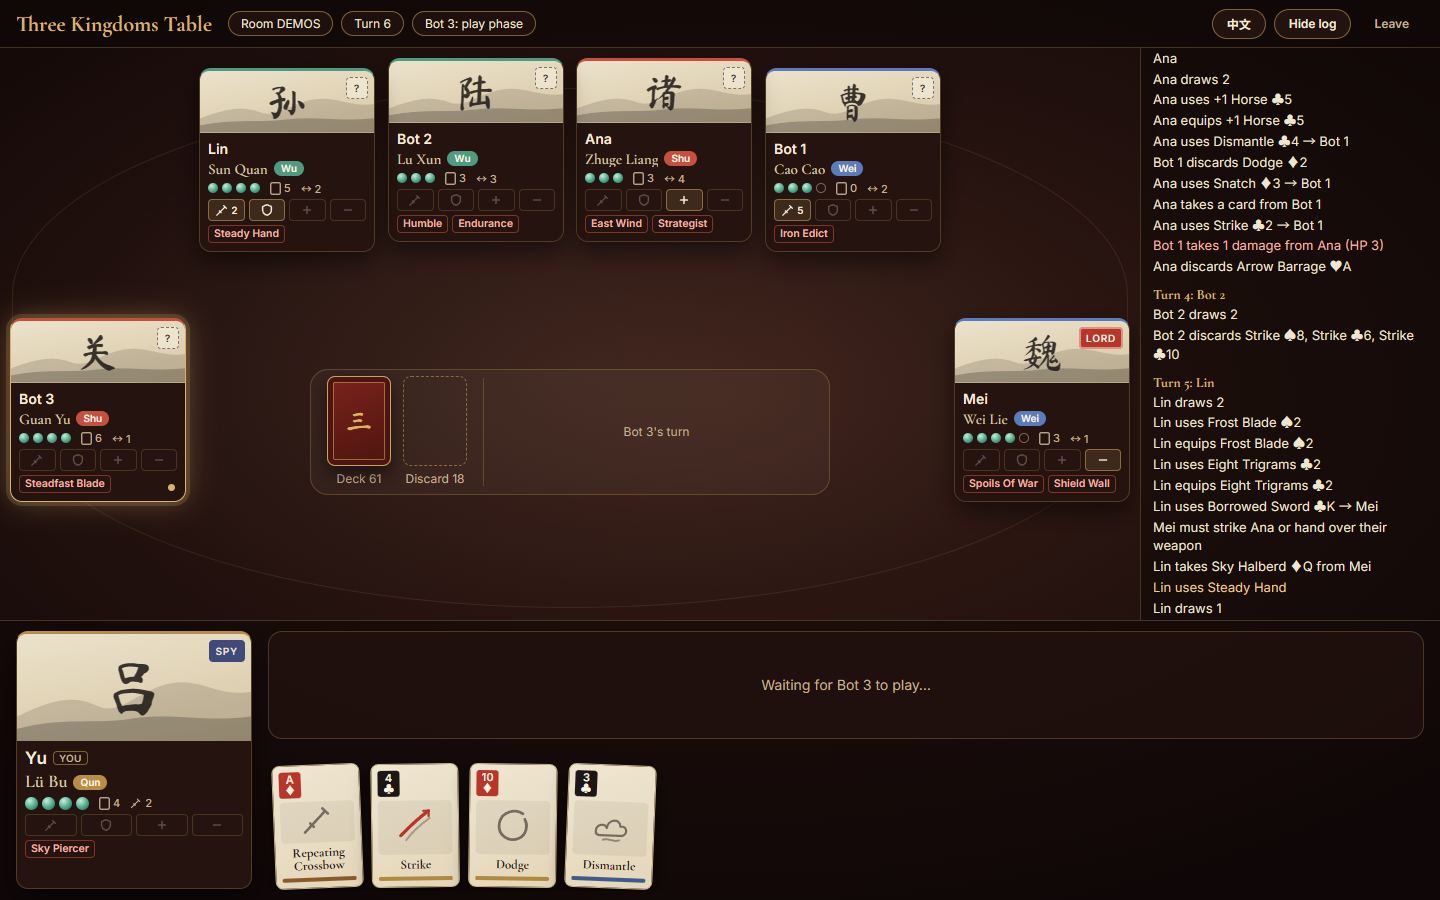 Three Kingdoms Table
Room DEMOS
Turn 6
Bot 3: play phase
中文
Hide log
Leave
孙
?
Lin
Sun Quan
Wu
5
↔ 2
2
+
−
Steady Hand
陆
?
Bot 2
Lu Xun
Wu
3
↔ 3
+
−
Humble
Endurance
诸
?
Ana
Zhuge Liang
Shu
3
↔ 4
+
−
East Wind
Strategist
曹
?
Bot 1
Cao Cao
Wei
0
↔ 2
5
+
−
Iron Edict
关
?
Bot 3
Guan Yu
Shu
6
↔ 1
+
−
Steadfast Blade
三
Deck 61
Discard 18
Bot 3's turn
魏
LORD
Mei
Wei Lie
Wei
3
↔ 1
+
−
Spoils Of War
Shield Wall
Ana
Ana draws 2
Ana uses +1 Horse ♣5
Ana equips +1 Horse ♣5
Ana uses Dismantle ♣4 → Bot 1
Bot 1 discards Dodge ♦2
Ana uses Snatch ♦3 → Bot 1
Ana takes a card from Bot 1
Ana uses Strike ♣2 → Bot 1
Bot 1 takes 1 damage from Ana (HP 3)
Ana discards Arrow Barrage ♥A
Turn 4: Bot 2
Bot 2 draws 2
Bot 2 discards Strike ♠8, Strike ♣6, Strike
♣10
Turn 5: Lin
Lin draws 2
Lin uses Frost Blade ♠2
Lin equips Frost Blade ♠2
Lin uses Eight Trigrams ♣2
Lin equips Eight Trigrams ♣2
Lin uses Borrowed Sword ♣K → Mei
Mei must strike Ana or hand over their
weapon
Lin takes Sky Halberd ♦Q from Mei
Lin uses Steady Hand
Lin draws 1
吕
SPY
Yu
YOU
Lü Bu
Qun
4
2
+
−
Sky Piercer
Waiting for Bot 3 to play...
A
♦
Repeating
Crossbow
4
♣
Strike
10
♦
Dodge
3
♣
Dismantle